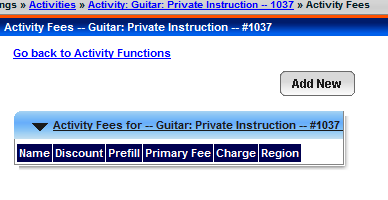 ngs » Activities » Activity: Guitar: Private Instruction -- 1037 » Activity Fees
Activity Fees -- Guitar: Private Instruction -- #1037
Go back to Activity Functions
Add New
Activity Fees for -- Guitar: Private Instruction -- #1037
Name Discount Prefill Primary Fee Charge Region